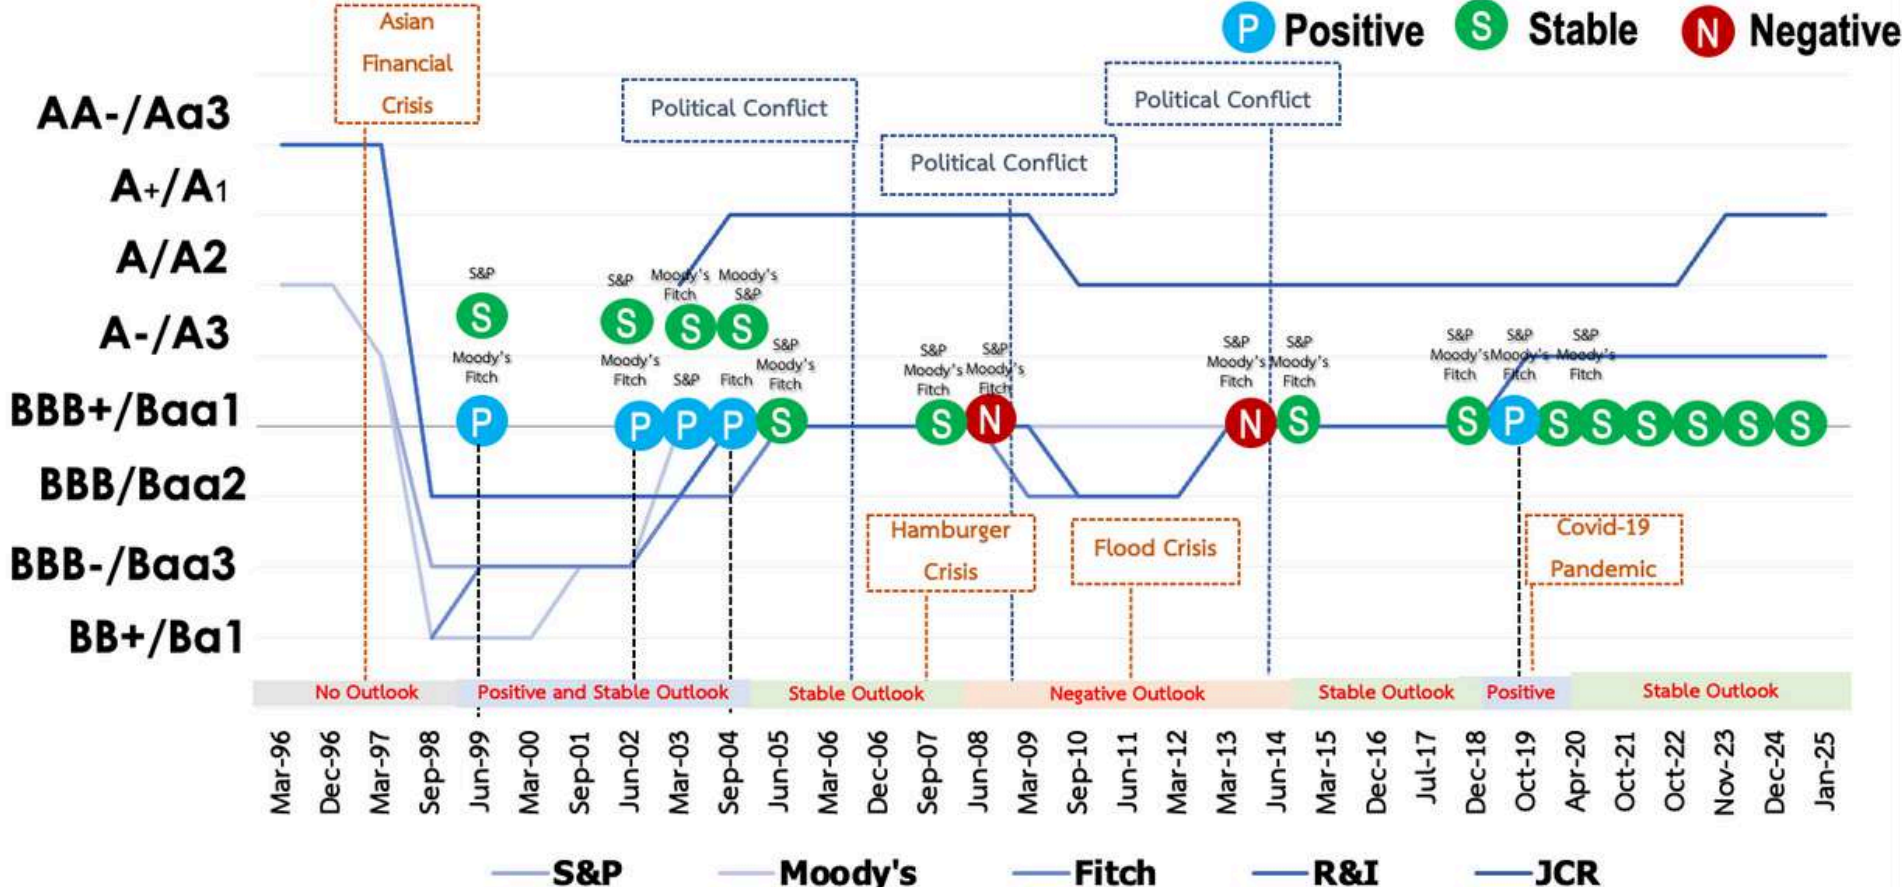 Asian
Financial
Crisis
P Positive S Stable N Negative
Political Conflict
Political Conflict
Political Conflict
AA-/Aa3
A+/A1
A/A2
A-/A3
BBB+/Baa1
BBB/Baa2
BBB-/Baa3
BB+/Ba1
S&P
S
Moody's
Fitch
P
S&P
S
Moody's
Fitch
P
Moody's
Fitch
S
S&P
P
Moody's
S&P
S
Fitch
P
S&P
Moody's
Fitch
S
S&P
Moody's
Fitch
S
S&P
Moody's
Fitch
N
S&P
Moody's
Fitch
N
S&P
Moody's
Fitch
S
S&P
Moody's
Fitch
S
S&P
Moody's
Fitch
P
S&P
Moody's
Fitch
S S S S S S
Hamburger
Crisis
Flood Crisis
Covid-19
Pandemic
No Outlook Positive and Stable Outlook Stable Outlook Negative Outlook Stable Outlook Positive Stable Outlook
Mar-96
Dec-96
Mar-97
Sep-98
Jun-99
Mar-00
Sep-01
Jun-02
Mar-03
Sep-04
Jun-05
Mar-06
Dec-06
Sep-07
Jun-08
Mar-09
Sep-10
Jun-11
Mar-12
Mar-13
Jun-14
Mar-15
Dec-16
Jul-17
Dec-18
Oct-19
Apr-20
Oct-21
Oct-22
Nov-23
Dec-24
Jan-25
S&P Moody's Fitch R&I JCR